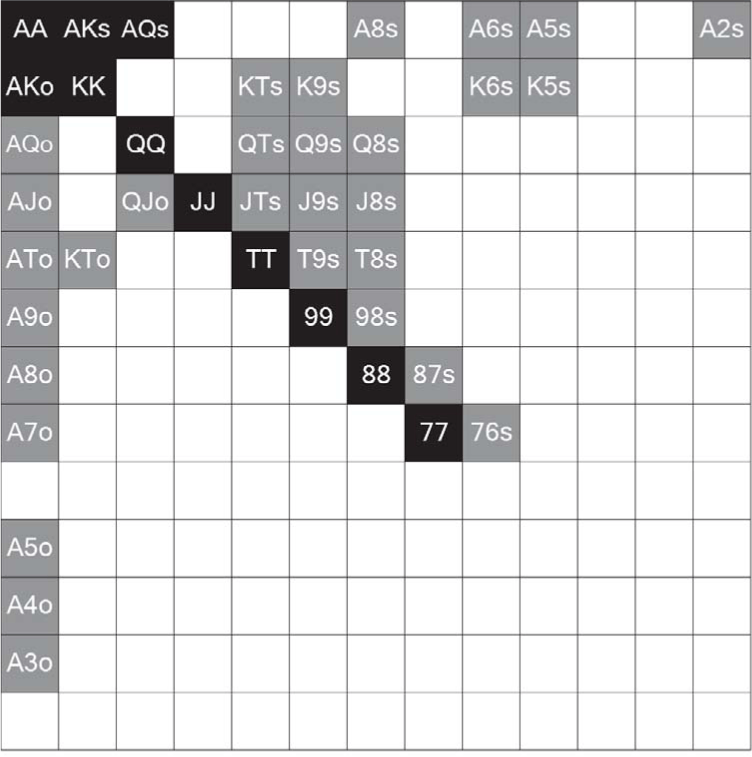 AA AKs AQs A8s A6s A5s A2s
AKo KK KTs K9s K6s K5s
AQo QQ QTs Q9s Q8s
AJo QJo JJ JTs J9s J8s
ATo KTo TT T9s T8s
A9o 99 98s
A8o 88 87s
A7o 77 76s
A5o
A4o
A3o